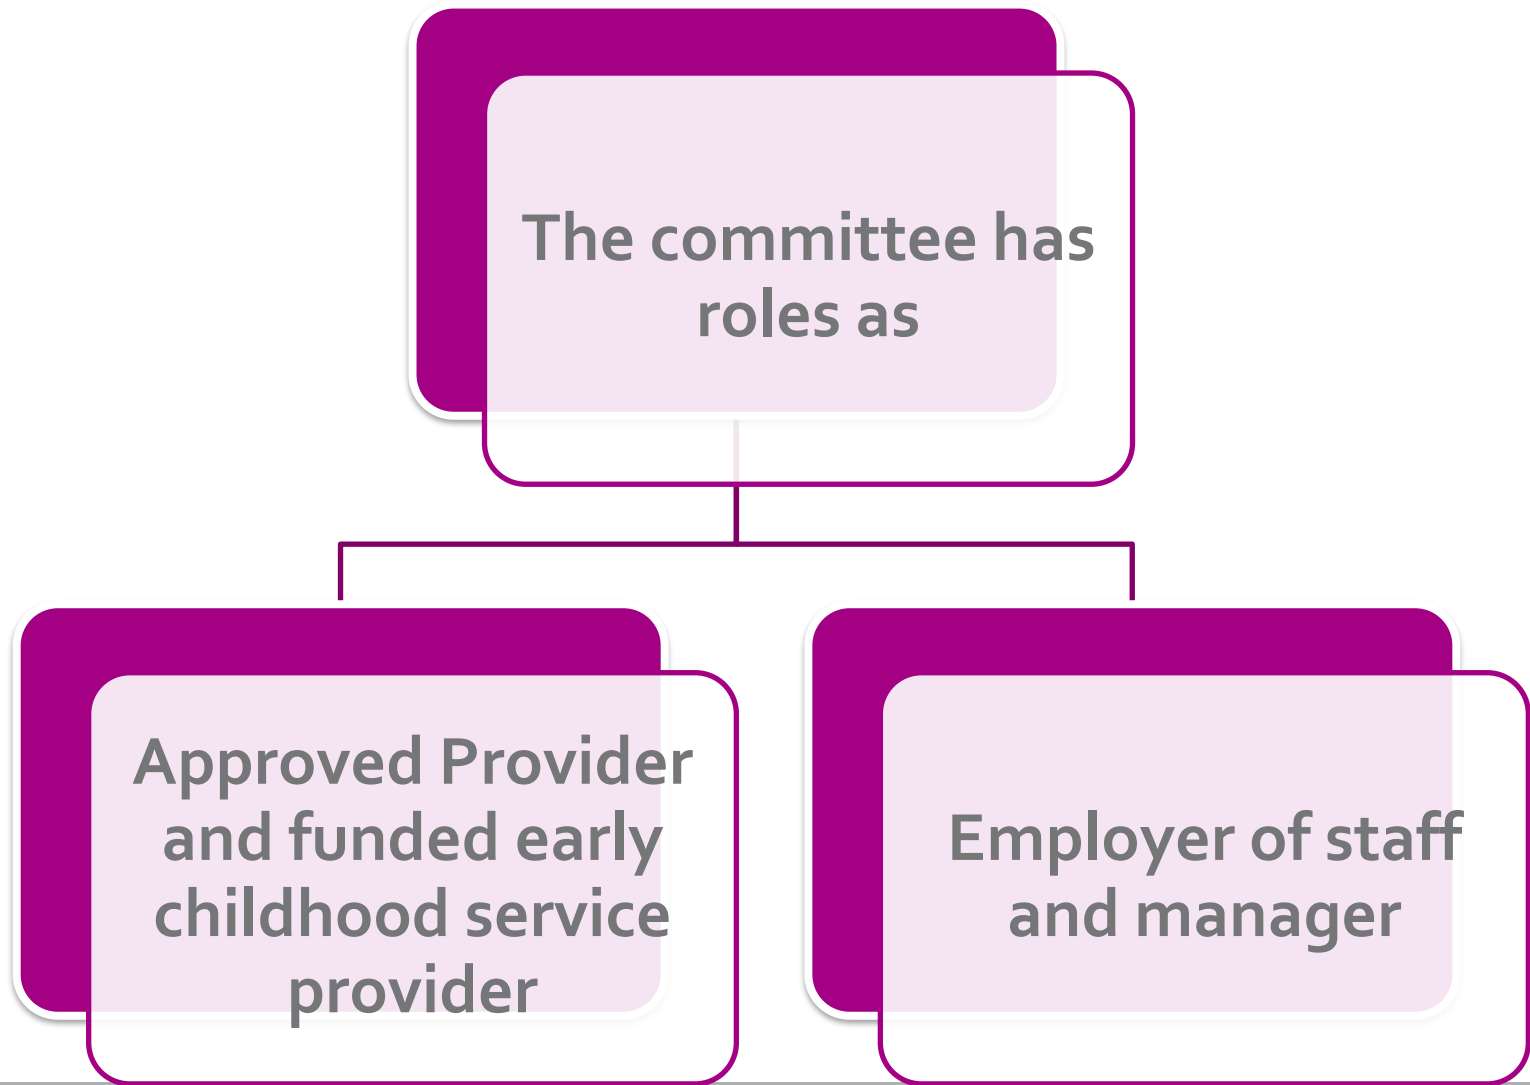 The committee has
roles as
Approved Provider
and funded early
childhood service
provider
Employer of staff
and manager